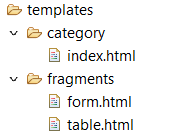 templates
category
index.html
fragments
form.html
table.html